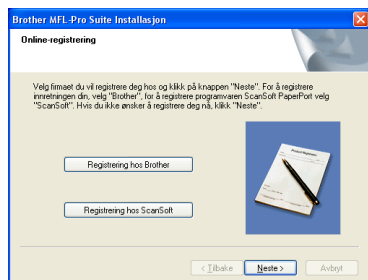 Brother MFL-Pro Suite Installasjon
Online-registrering
Velg firmaet du vil registrere deg hos og klikk på knappen "Neste". For å registrere
innretningen din, velg "Brother", for å registrere programvaren ScanSoft PaperPort velg
"ScanSoft". Hvis du ikke ønsker å registrere deg nå, klikk "Neste".
Registrering hos Brother
Registrering hos ScanSoft
Product Registration
< Tilbake
Neste >
Avbryt